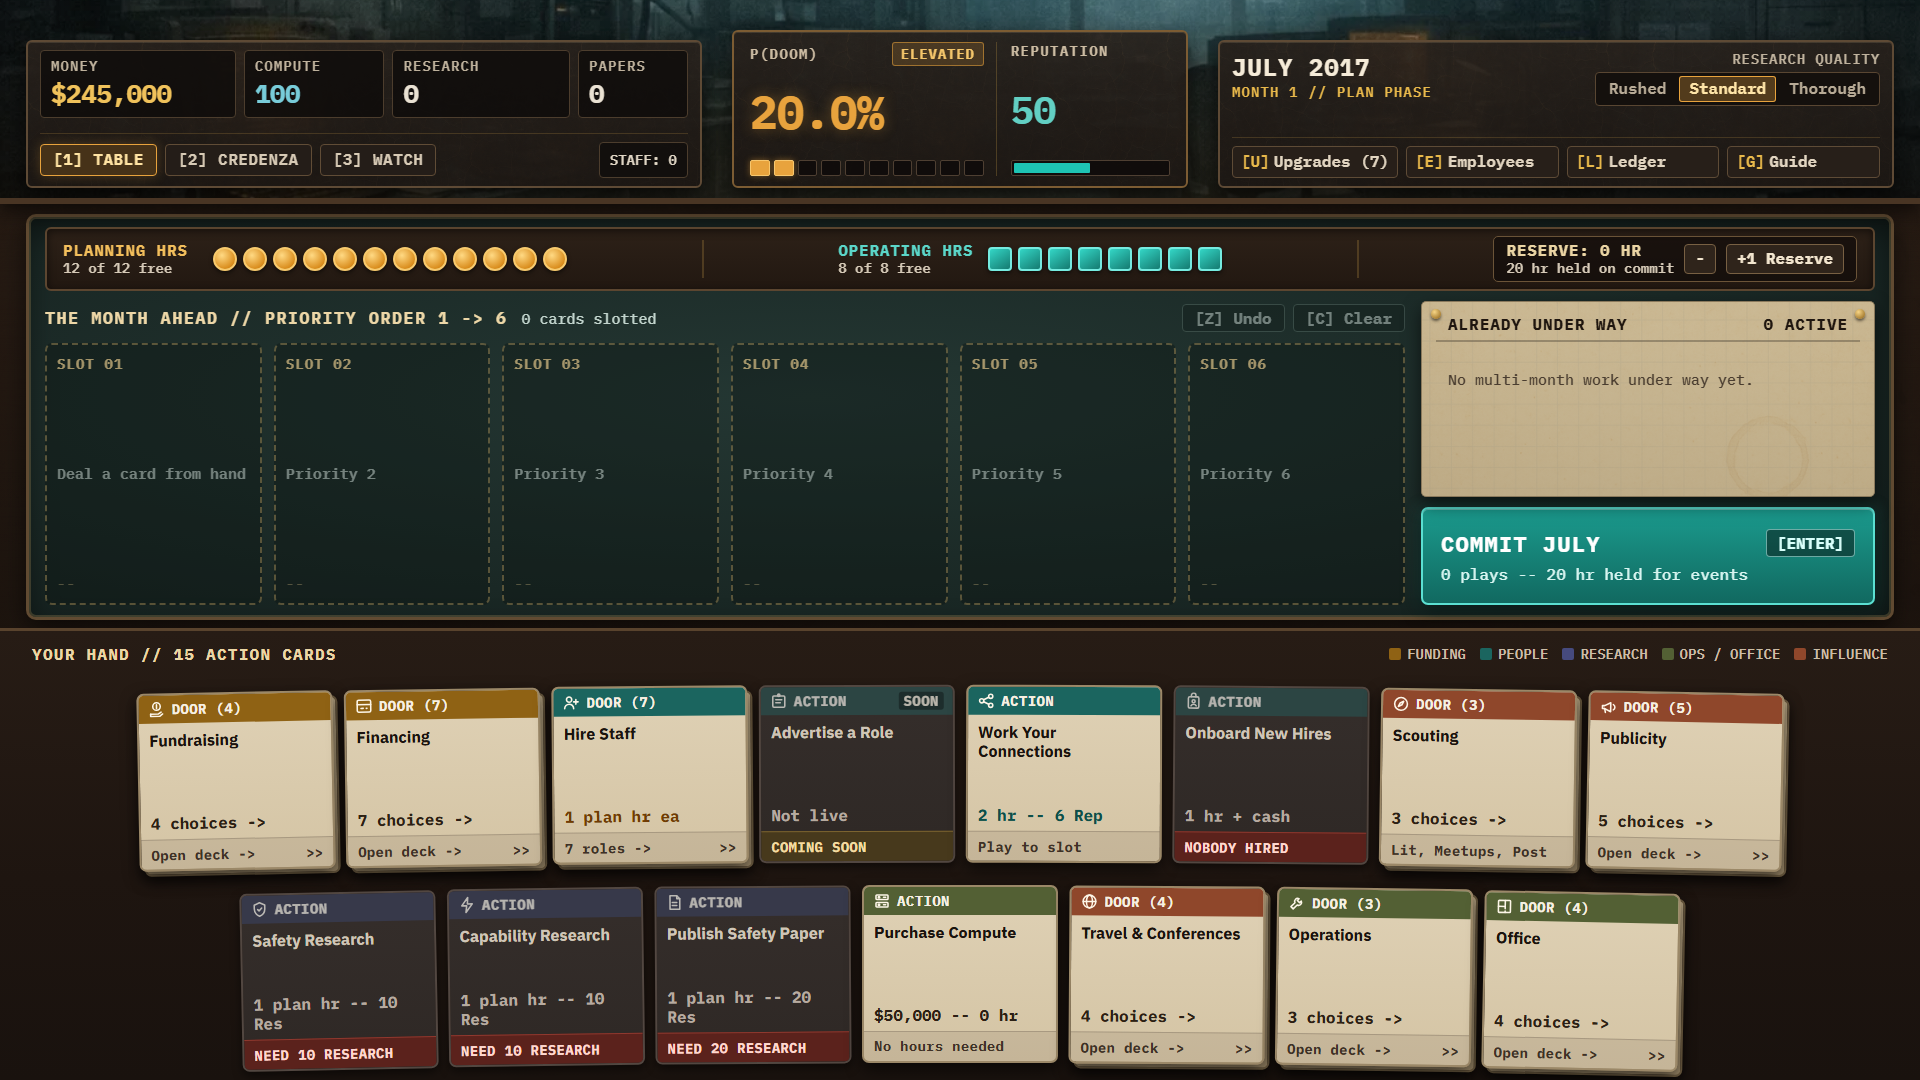 MONEY
$245,000
COMPUTE
100
RESEARCH
0
PAPERS
0
[1] TABLE
[2] CREDENZA
[3] WATCH
STAFF: 0
P(DOOM)
ELEVATED
20.0%
REPUTATION
50
JULY 2017
MONTH 1 // PLAN PHASE
RESEARCH QUALITY
Rushed
Standard
Thorough
[U] Upgrades (7)
[E] Employees
[L] Ledger
[G] Guide
PLANNING HRS
12 of 12 free
OPERATING HRS
8 of 8 free
RESERVE: 0 HR
20 hr held on commit
-
+1 Reserve
THE MONTH AHEAD // PRIORITY ORDER 1 -> 6
0 cards slotted
[Z] Undo
[C] Clear
SLOT 01
Deal a card from hand
--
SLOT 02
Priority 2
--
SLOT 03
Priority 3
--
SLOT 04
Priority 4
--
SLOT 05
Priority 5
--
SLOT 06
Priority 6
--
ALREADY UNDER WAY
0 ACTIVE
No multi-month work under way yet.
COMMIT JULY
[ENTER]
0 plays -- 20 hr held for events
YOUR HAND // 15 ACTION CARDS
FUNDING
PEOPLE
RESEARCH
OPS / OFFICE
INFLUENCE
DOOR (4)
Fundraising
4 choices ->
Open deck ->
>>
DOOR (7)
Financing
7 choices ->
Open deck ->
>>
DOOR (7)
Hire Staff
1 plan hr ea
7 roles ->
>>
ACTION
SOON
Advertise a Role
Not live
COMING SOON
ACTION
Work Your
Connections
2 hr -- 6 Rep
Play to slot
ACTION
Onboard New Hires
1 hr + cash
NOBODY HIRED
DOOR (3)
Scouting
3 choices ->
Lit, Meetups, Post
DOOR (5)
Publicity
5 choices ->
Open deck ->
>>
ACTION
Safety Research
1 plan hr -- 10
Res
NEED 10 RESEARCH
ACTION
Capability Research
1 plan hr -- 10
Res
NEED 10 RESEARCH
ACTION
Publish Safety Paper
1 plan hr -- 20
Res
NEED 20 RESEARCH
ACTION
Purchase Compute
$50,000 -- 0 hr
No hours needed
DOOR (4)
Travel & Conferences
4 choices ->
Open deck ->
>>
DOOR (3)
Operations
3 choices ->
Open deck ->
>>
DOOR (4)
Office
4 choices ->
Open deck ->
>>